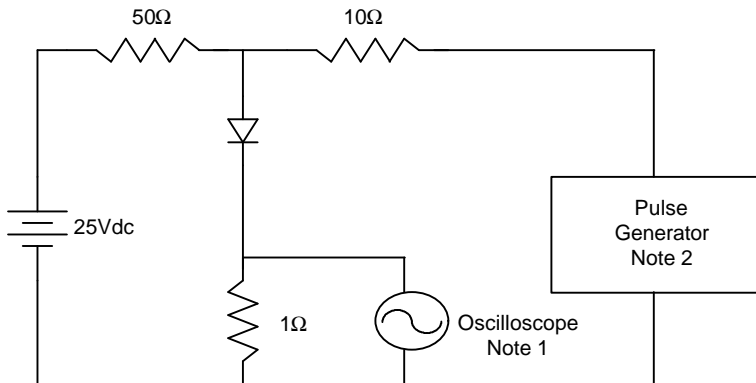 50Ω
10Ω
25Vdc
Pulse
Generator
Note 2
1Ω
Oscilloscope
Note 1